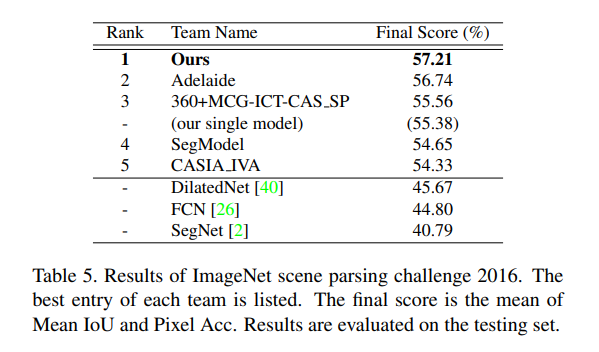 Rank Team Name Final Score (%)
1 Ours 57.21
2 Adelaide 56.74
3 360+MCG-ICT-CAS_SP 55.56
- (our single model) (55.38)
4 SegModel 54.65
5 CASIA_IVA 54.33
- DilatedNet [40] 45.67
- FCN [26] 44.80
- SegNet [2] 40.79
Table 5. Results of ImageNet scene parsing challenge 2016. The
best entry of each team is listed. The final score is the mean of
Mean IoU and Pixel Acc. Results are evaluated on the testing set.